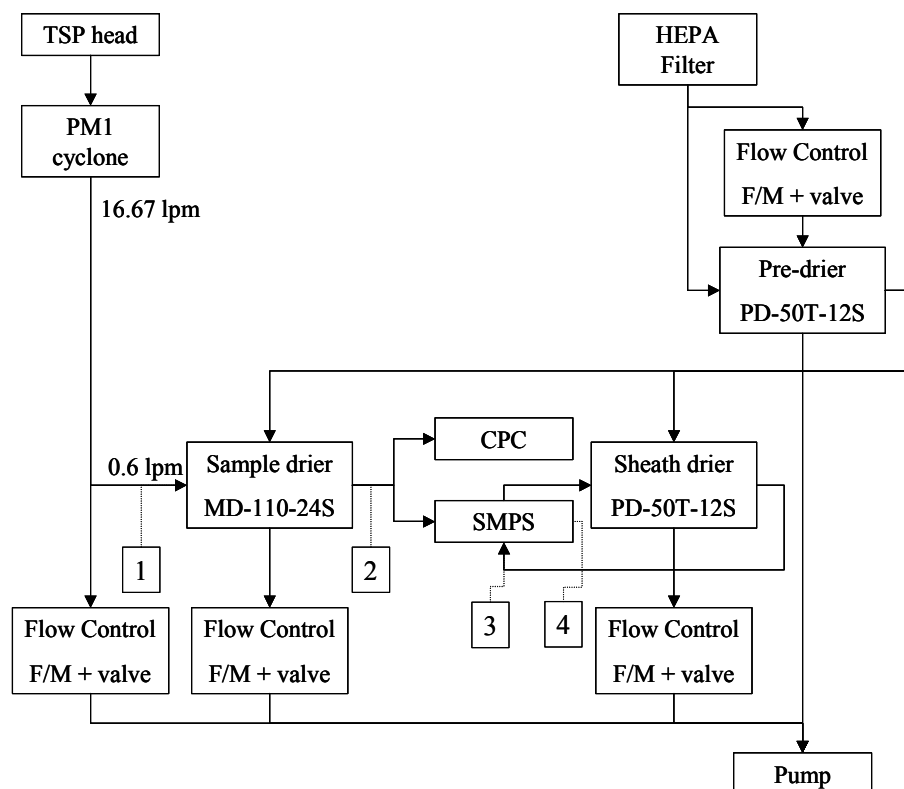 TSP head
HEPA
Filter
PM1
cyclone
Flow Control
F/M + valve
16.67 lpm
Pre-drier
PD-50T-12S
CPC
0.6 lpm
Sample drier
MD-110-24S
Sheath drier
PD-50T-12S
SMPS
1
2
3
4
Flow Control
F/M + valve
Flow Control
F/M + valve
Flow Control
F/M + valve
Pump